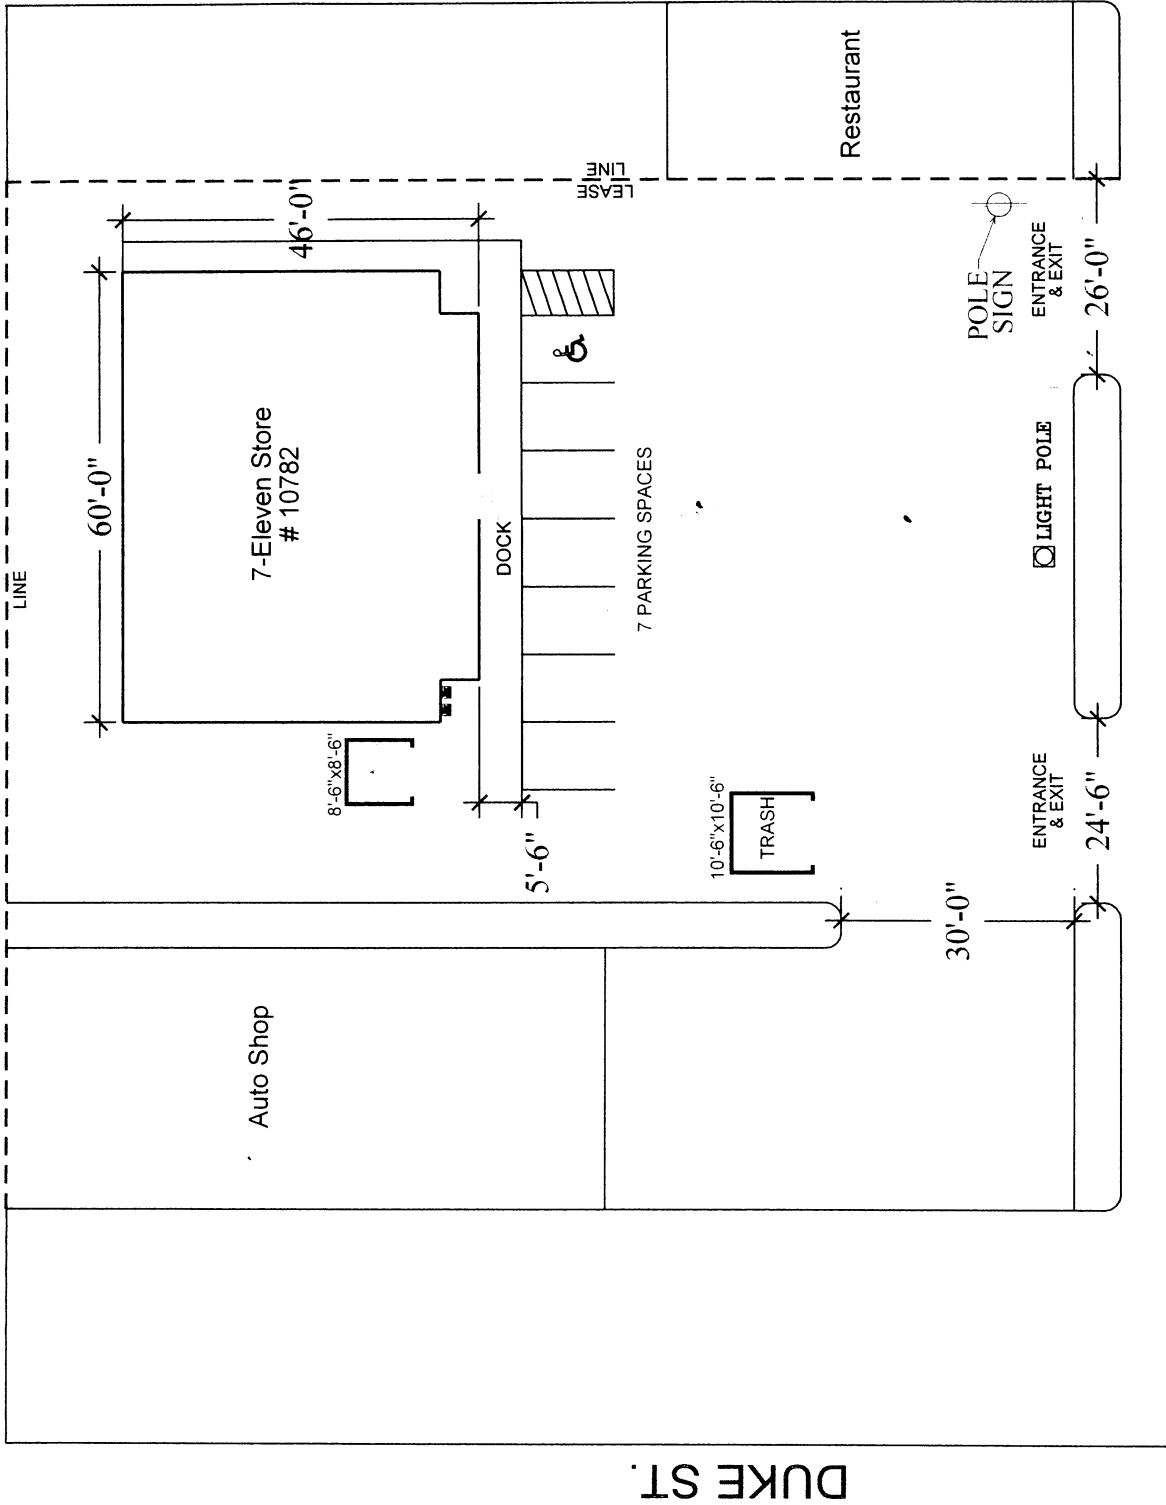 LINE
60'-0"
46'-0"
7-Eleven Store
# 10782
LEASE
LINE
Restaurant
8'-6"x8'-6"
DOCK
5'-6"
7 PARKING SPACES
10'-6"x10'-6"
TRASH
POLE
SIGN
ENTRANCE
& EXIT
26'-0"
LIGHT POLE
ENTRANCE
& EXIT
24'-6"
30'-0"
Auto Shop
DUKE ST.